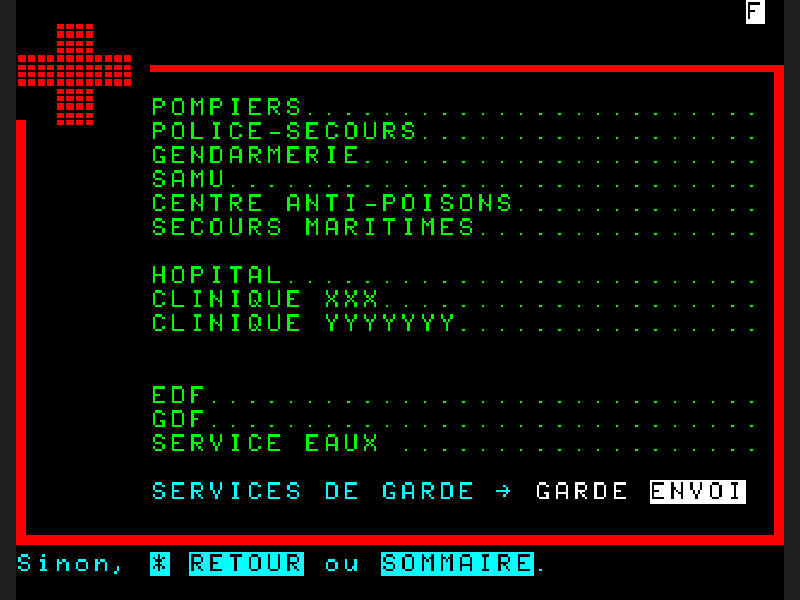 F
POMPIERS........................
POLICE-SECOURS..................
GENDARMERIE.....................
SAMU............................
CENTRE ANTI-POISONS.............
SECOURS MARITIMES...............
HOPITAL.........................
CLINIQUE XXX....................
CLINIQUE YYYYYYY................
EDF.............................
GDF.............................
SERVICE EAUX ...................
SERVICES DE GARDE → GARDE ENVOI
Sinon, * RETOUR ou SOMMAIRE.